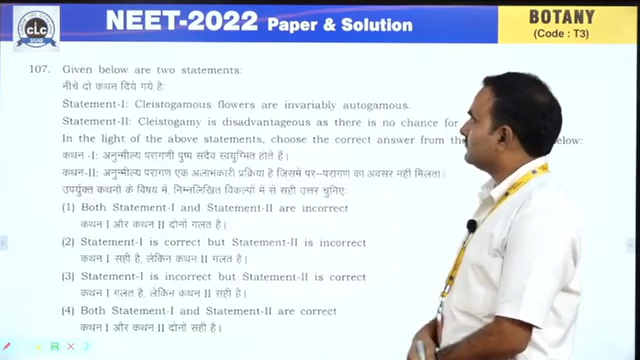 CLC
SIKAR
NEET-2022 Paper & Solution
BOTANY
(Code : T3)
107. Given below are two statements:
नीचे दो कथन दिये गये है:
Statement-I: Cleistogamous flowers are invariably autogamous.
Statement-II: Cleistogamy is disadvantageous as there is no chance for
In the light of the above statements, choose the correct answer from the below:
कथन -I: अनुन्मील्य परागणी पुष्प सदैव स्वयुग्मित होते हैं।
कथन-II: अनुन्मील्य परागणी एक अलाभकारी प्रक्रिया है जिसमें पर-परागण का अवसर नहीं मिलता।
उपर्युक्त कथनों के विषय में, निम्नलिखित विकल्पों में से सही उत्तर चुनिए:
(1) Both Statement-I and Statement-II are incorrect
कथन I और कथन II दोनों गलत है।
(2) Statement-I is correct but Statement-II is incorrect
कथन I सही है, लेकिन कथन II गलत है।
(3) Statement-I is incorrect but Statement-II is correct
कथन I गलत है, लेकिन कथन II सही है।
(4) Both Statement-I and Statement-II are correct
कथन I और कथन II दोनों सही है।